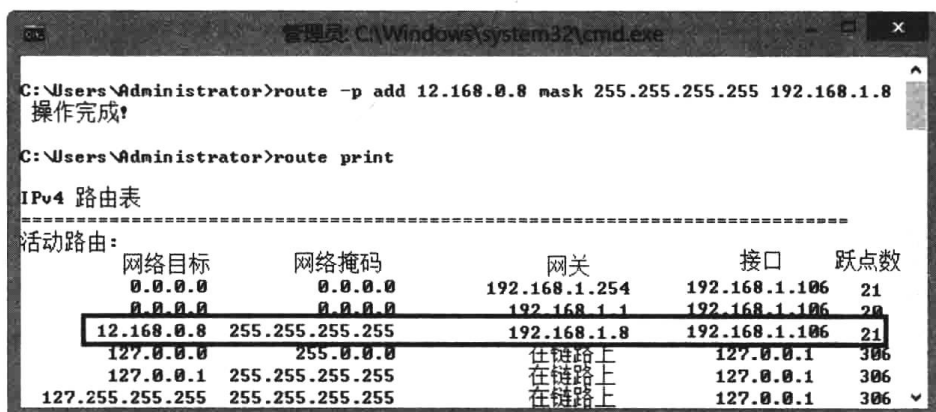 管理员: C:\Windows\system32\cmd.exe
C:\Users\Administrator>route -p add 12.168.0.8 mask 255.255.255.255 192.168.1.8
操作完成!
C:\Users\Administrator>route print
IPv4 路由表
===========================================================================
活动路由:
网络目标 网络掩码 网关 接口 跃点数
0.0.0.0 0.0.0.0 192.168.1.254 192.168.1.106 21
0.0.0.0 0.0.0.0 192.168.1.1 192.168.1.106 20
12.168.0.8 255.255.255.255 192.168.1.8 192.168.1.106 21
127.0.0.0 255.0.0.0 在链路上 127.0.0.1 306
127.0.0.1 255.255.255.255 在链路上 127.0.0.1 306
127.255.255.255 255.255.255.255 在链路上 127.0.0.1 306